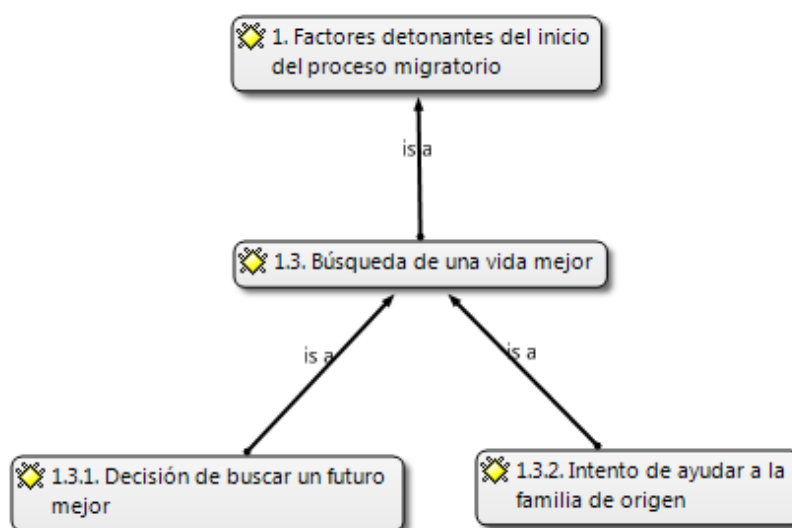 1. Factores detonantes del inicio
del proceso migratorio
is a
1.3. Búsqueda de una vida mejor
is a
is a
1.3.1. Decisión de buscar un futuro
mejor
1.3.2. Intento de ayudar a la
familia de origen